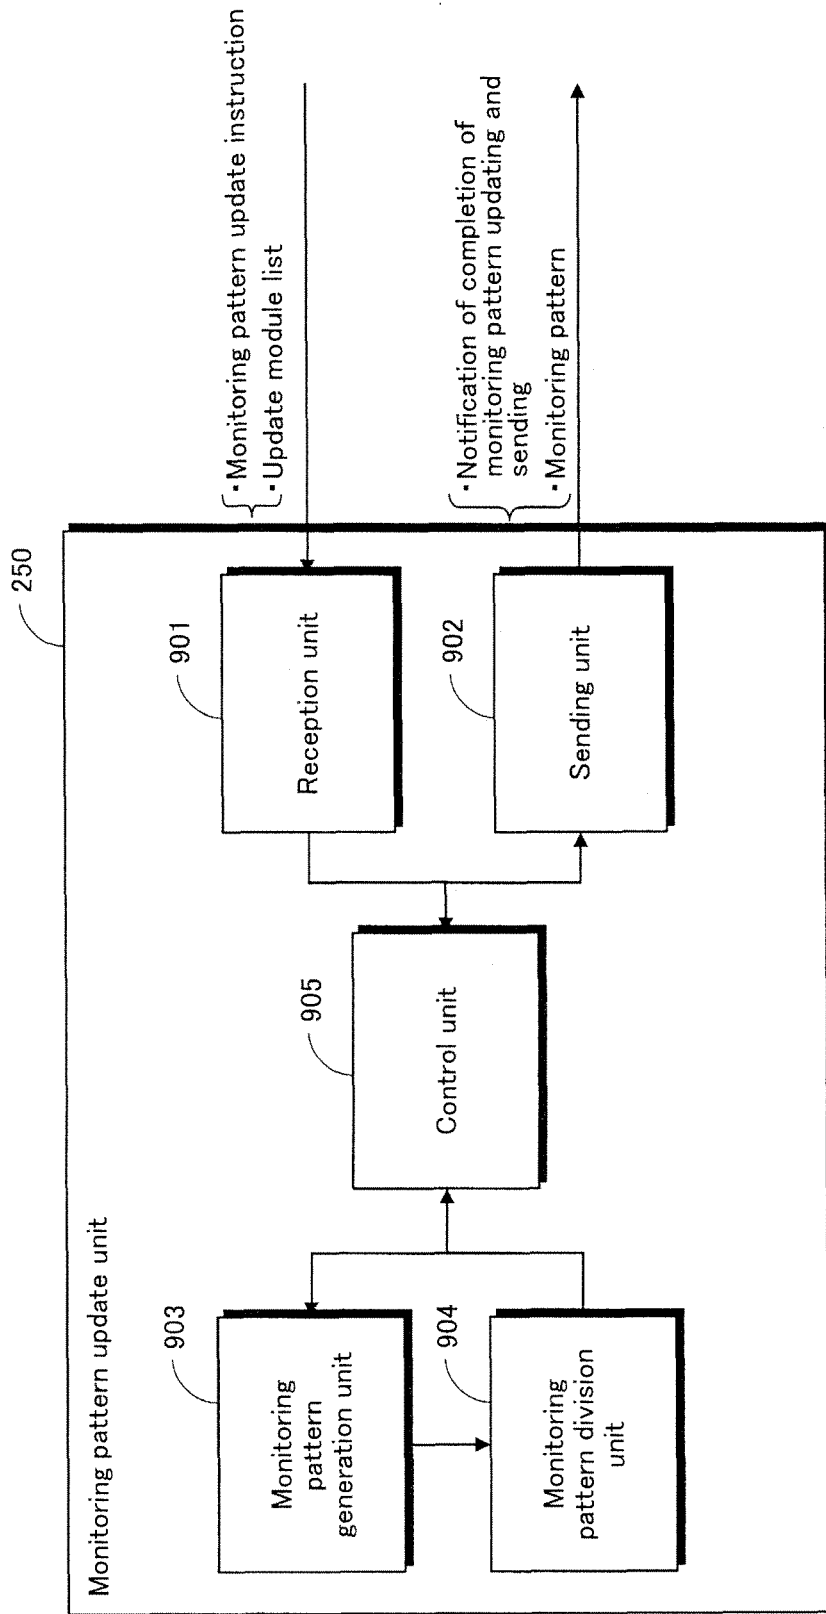 Monitoring pattern update unit
250
903
Monitoring
pattern
generation unit
904
Monitoring
pattern division
unit
905
Control unit
901
Reception unit
902
Sending unit
・Monitoring pattern update instruction
・Update module list
・Notification of completion of
monitoring pattern updating and
sending
・Monitoring pattern